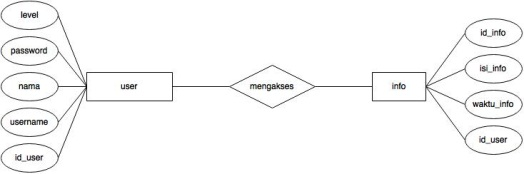 level
password
nama
username
id_user
user
mengakses
info
id_info
isi_info
waktu_info
id_user